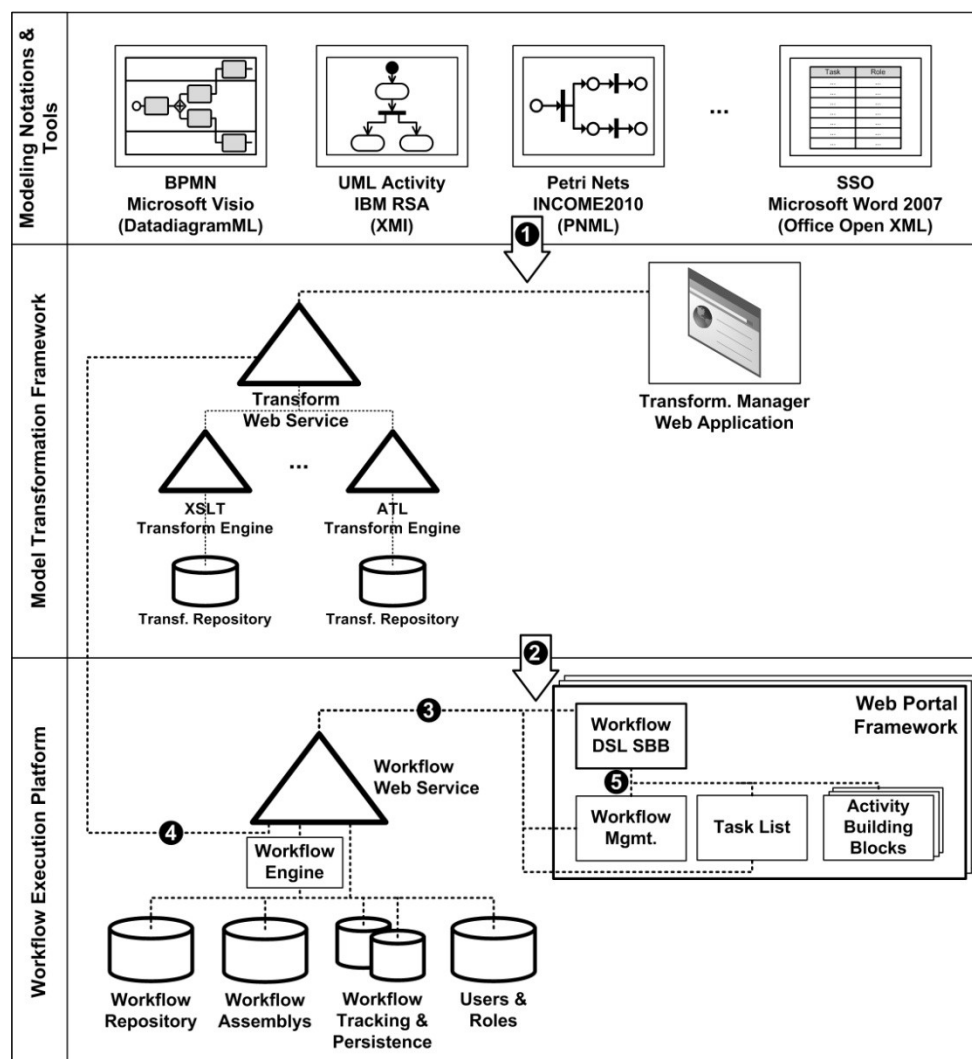 Modeling Notations &
Tools
Task Role
... ...
... ...
... ...
... ...
... ...
... ...
...
BPMN
Microsoft Visio
(DatadiagramML)
UML Activity
IBM RSA
(XMI)
Petri Nets
INCOME2010
(PNML)
SSO
Microsoft Word 2007
(Office Open XML)
1
Model Transformation Framework
Transform
Web Service
Transform. Manager
Web Application
...
XSLT
Transform Engine
ATL
Transform Engine
Transf. Repository
Transf. Repository
2
Workflow Execution Platform
3
Workflow
Web Service
4
Workflow
Engine
Web Portal
Framework
Workflow
DSL SBB
5
Workflow
Mgmt.
Task List
Activity
Building
Blocks
Workflow
Repository
Workflow
Assemblys
Workflow
Tracking &
Persistence
Users &
Roles